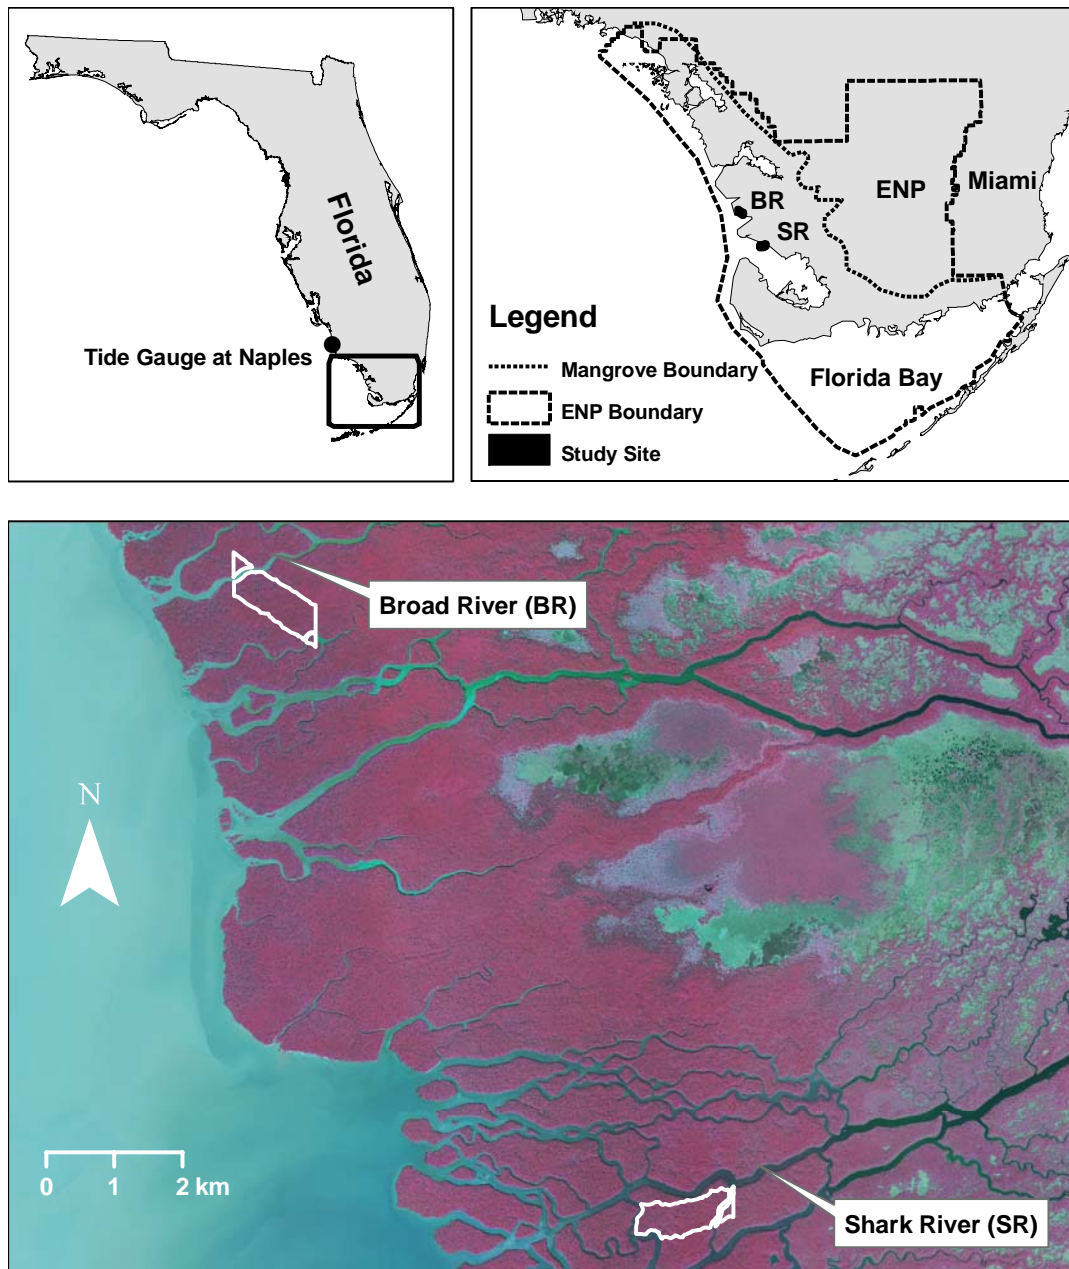 Florida
Tide Gauge at Naples
ENP
Miami
BR
SR
Legend
Mangrove Boundary
ENP Boundary
Study Site
Florida Bay
Broad River (BR)
N
0 1 2 km
Shark River (SR)